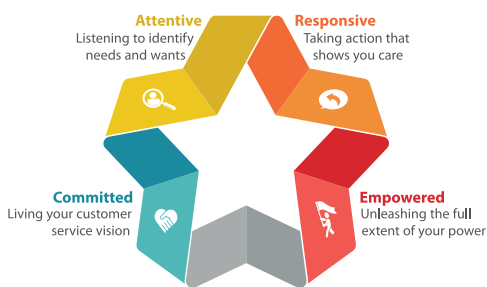 Attentive
Listening to identify
needs and wants
Responsive
Taking action that
shows you care
Committed
Living your customer
service vision
Empowered
Unleashing the full
extent of your power